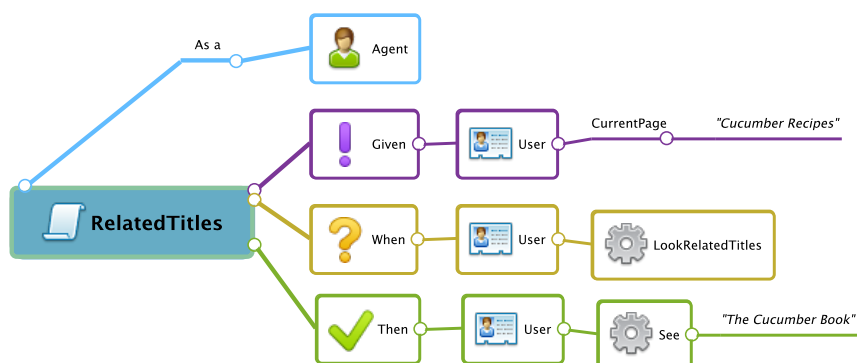 As a
Agent
Given
User
CurrentPage
"Cucumber Recipes"
RelatedTitles
When
User
LookRelatedTitles
Then
User
See
"The Cucumber Book"